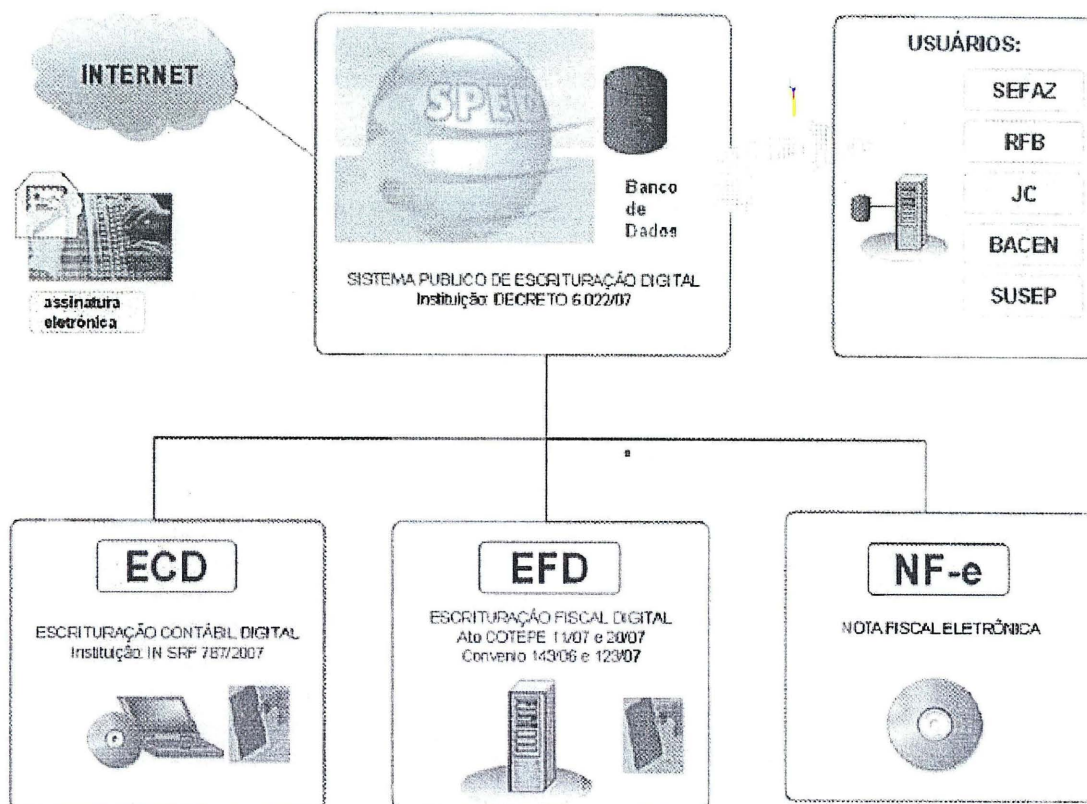 INTERNET
assinatura
eletrônica
SPED
Banco
de
Dados
SISTEMA PUBLICO DE ESCRITURAÇÃO DIGITAL
Instituição: DECRETO 6.022/07
USUÁRIOS:
SEFAZ
RFB
JC
BACEN
SUSEP
ECD
ESCRITURAÇÃO CONTÁBIL DIGITAL
Instituição: IN SRF 787/2007
EFD
ESCRITURAÇÃO FISCAL DIGITAL
Ato COTEPE 11/07 e 20/07
Convenio 143/06 e 123/07
NF-e
NOTA FISCAL ELETRÔNICA